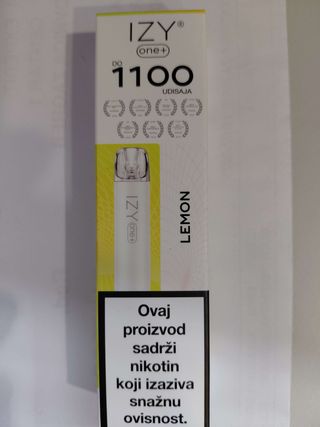 IZY®
one+
DO
1100
UDISAJA
LEMON
IZY one+
Ovaj
proizvod
sadrži
nikotin
koji izaziva
snažnu
ovisnost.